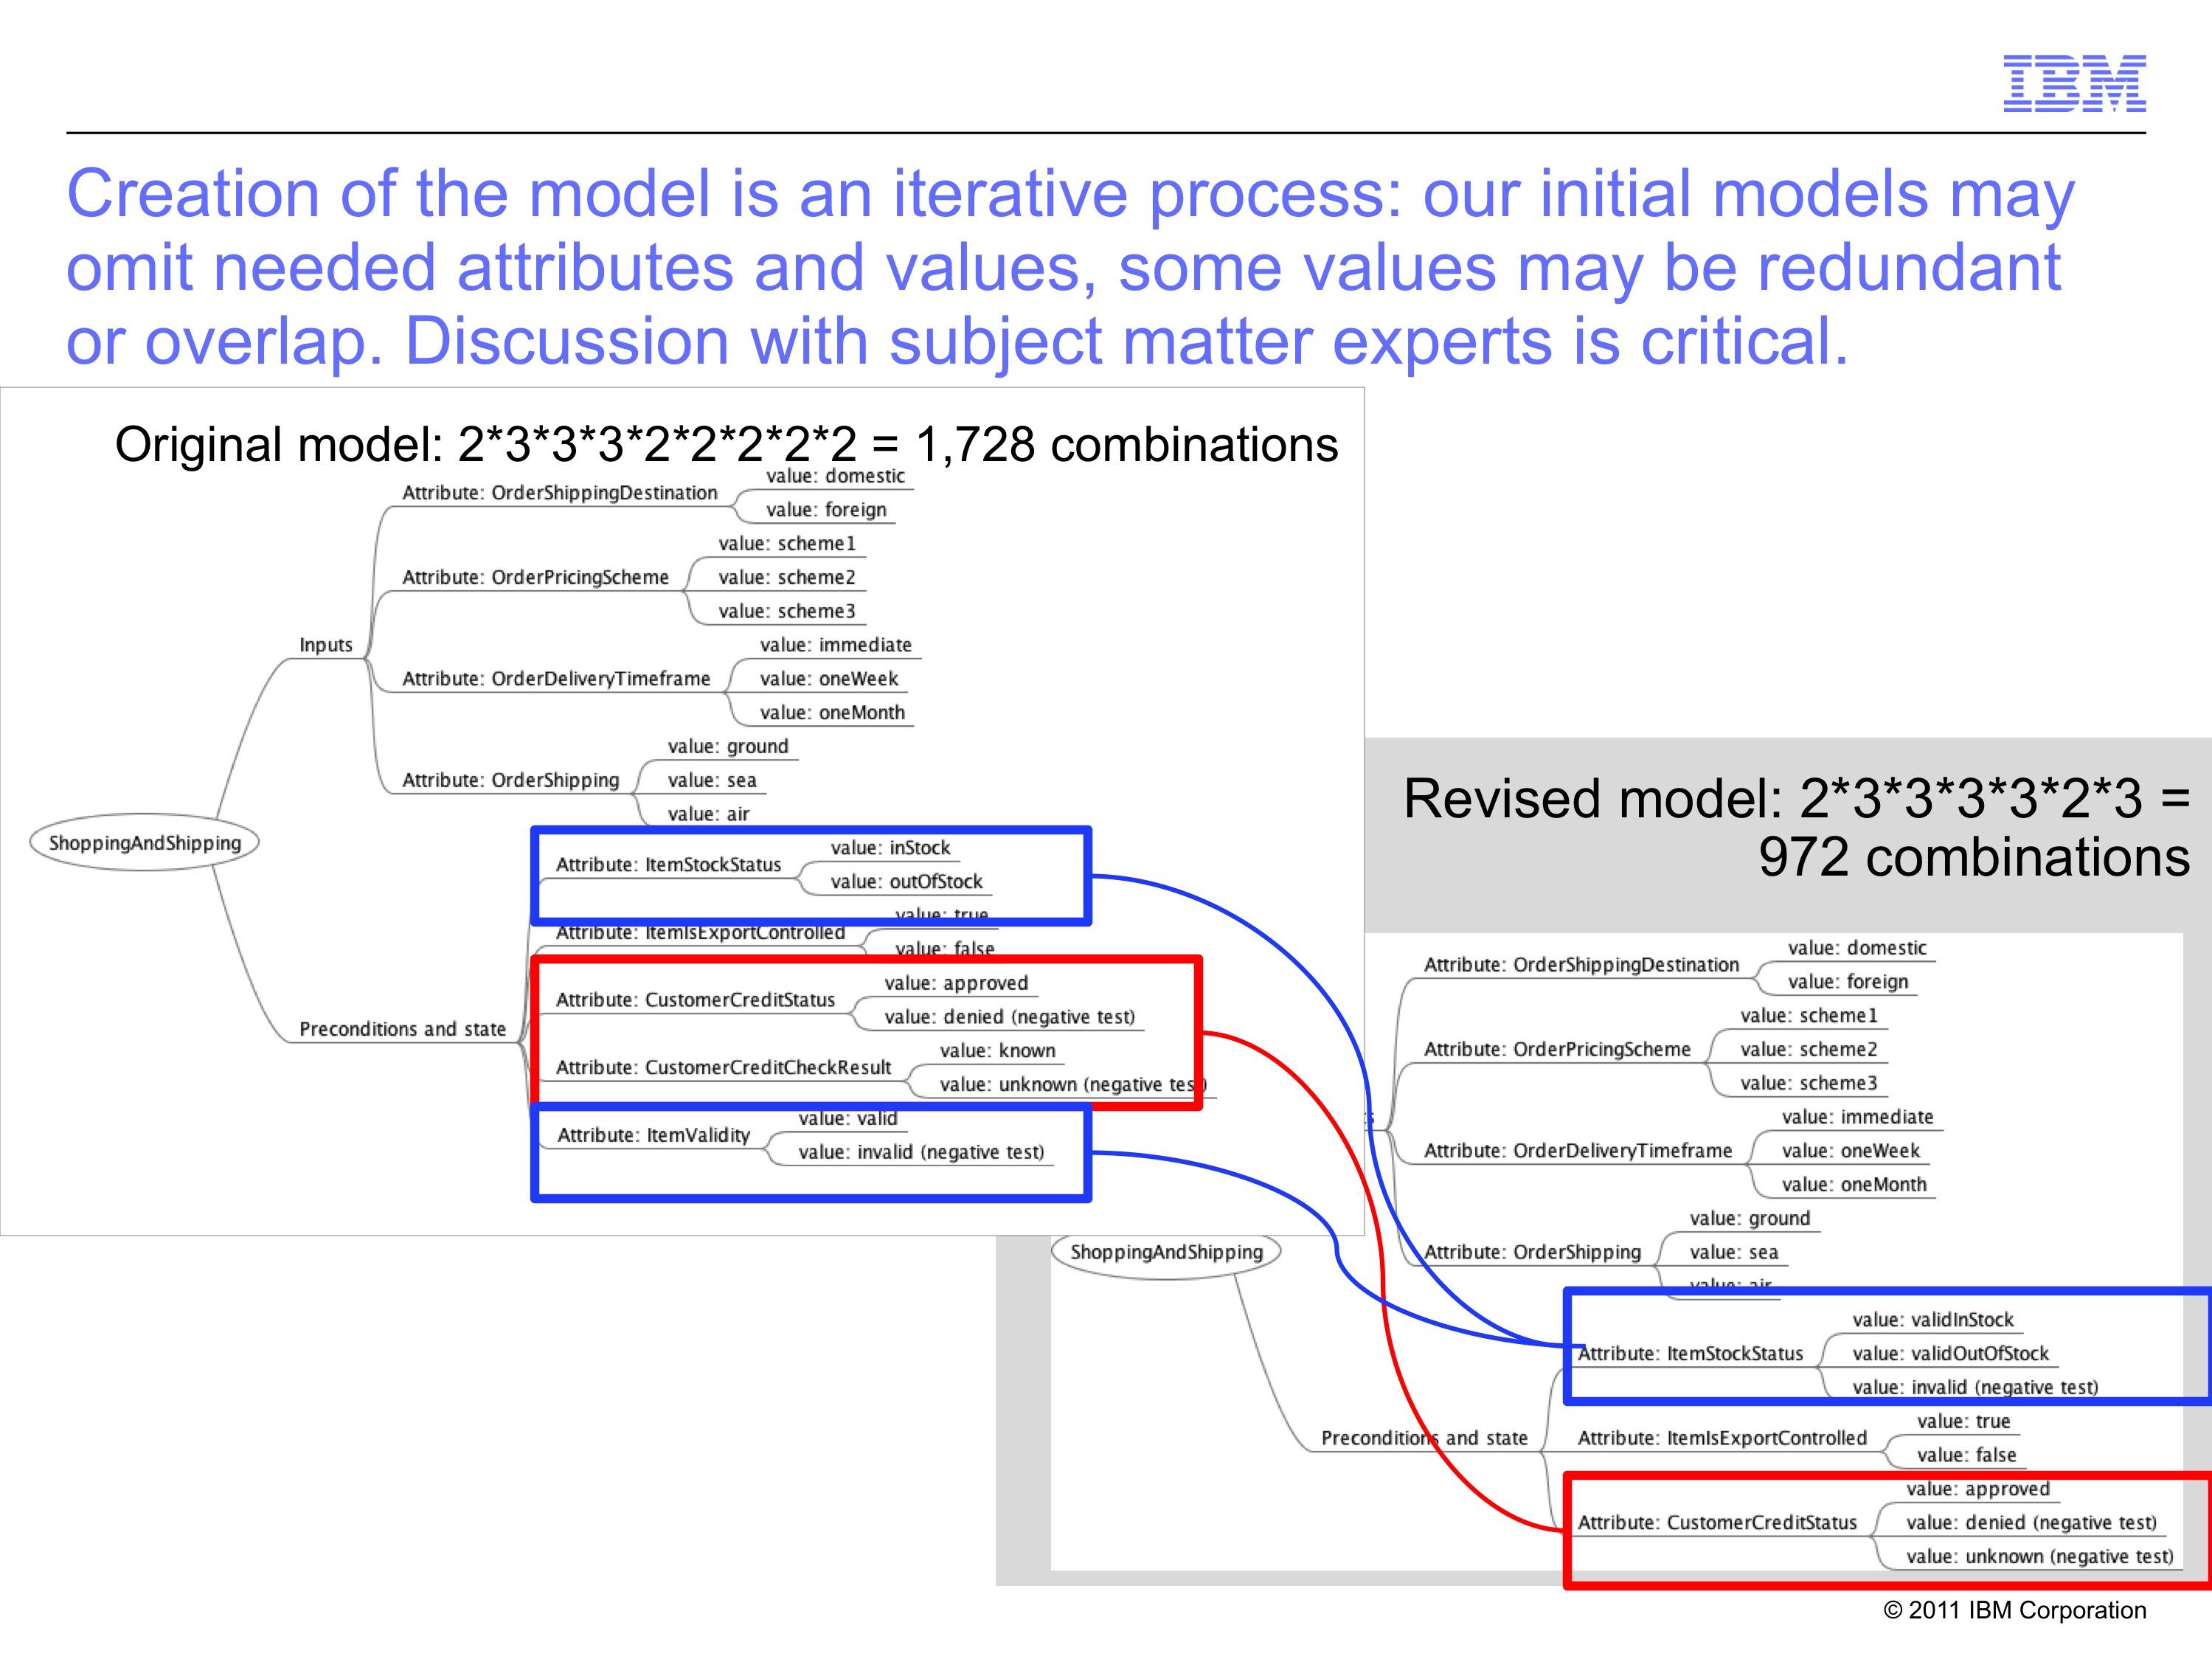 IBM
Creation of the model is an iterative process: our initial models may
omit needed attributes and values, some values may be redundant
or overlap. Discussion with subject matter experts is critical.
Original model: 2*3*3*3*2*2*2*2*2 = 1,728 combinations
ShoppingAndShipping
Inputs
Attribute: OrderShippingDestination
value: domestic
value: foreign
Attribute: OrderPricingScheme
value: scheme1
value: scheme2
value: scheme3
Attribute: OrderDeliveryTimeframe
value: immediate
value: oneWeek
value: oneMonth
Attribute: OrderShipping
value: ground
value: sea
value: air
Preconditions and state
Attribute: ItemStockStatus
value: inStock
value: outOfStock
Attribute: ItemIsExportControlled
value: true
value: false
Attribute: CustomerCreditStatus
value: approved
value: denied (negative test)
Attribute: CustomerCreditCheckResult
value: known
value: unknown (negative test)
Attribute: ItemValidity
value: valid
value: invalid (negative test)
Revised model: 2*3*3*3*3*2*3 =
972 combinations
ShoppingAndShipping
Attribute: OrderShippingDestination
value: domestic
value: foreign
Attribute: OrderPricingScheme
value: scheme1
value: scheme2
value: scheme3
Attribute: OrderDeliveryTimeframe
value: immediate
value: oneWeek
value: oneMonth
Attribute: OrderShipping
value: ground
value: sea
value: air
Preconditions and state
Attribute: ItemStockStatus
value: validInStock
value: validOutOfStock
value: invalid (negative test)
Attribute: ItemIsExportControlled
value: true
value: false
Attribute: CustomerCreditStatus
value: approved
value: denied (negative test)
value: unknown (negative test)
© 2011 IBM Corporation